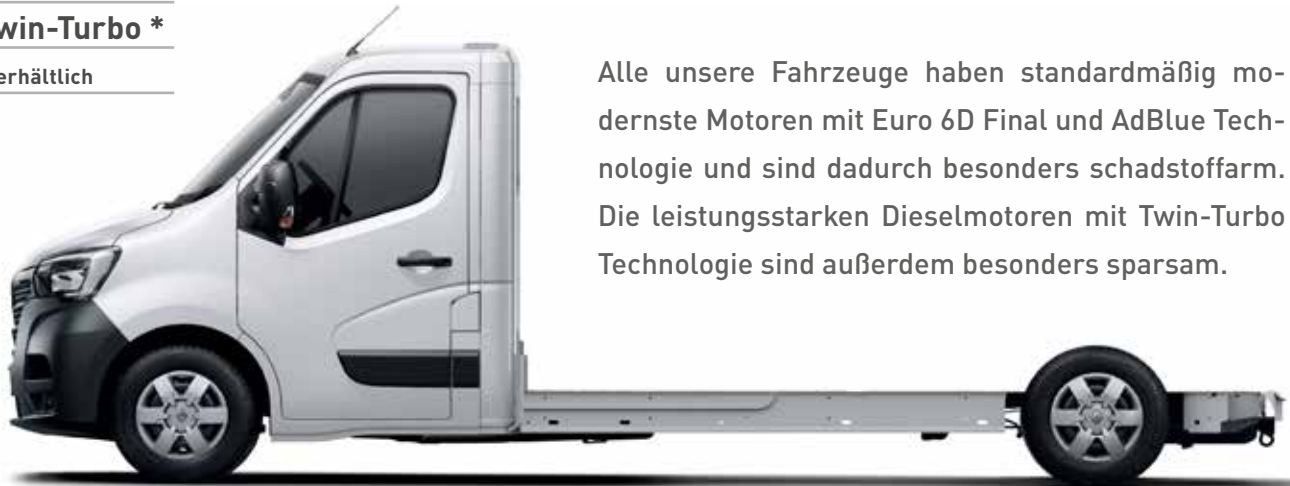 win-Turbo *
erhältlich
Alle unsere Fahrzeuge haben standardmäßig mo-
dernste Motoren mit Euro 6D Final und AdBlue Tech-
nologie und sind dadurch besonders schadstoffarm.
Die leistungsstarken Dieselmotoren mit Twin-Turbo
Technologie sind außerdem besonders sparsam.